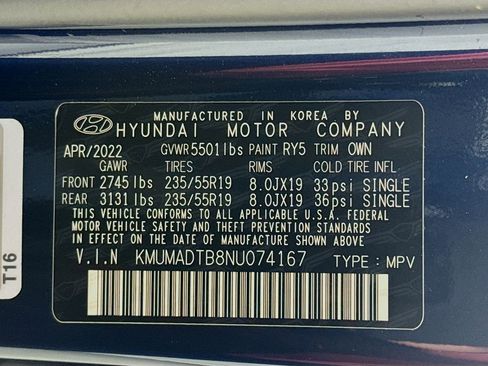 MANUFACTURED IN KOREA BY
HYUNDAI MOTOR COMPANY
APR/2022 GVWR 5501lbs PAINT RY5 TRIM OWN
GAWR TIRES RIMS COLD TIRE INFL
FRONT 2745 lbs 235/55R19 8.0JX19 33psi SINGLE
REAR 3131 lbs 235/55R19 8.0JX19 36psi SINGLE
THIS VEHICLE CONFORMS TO ALL APPLICABLE U.S.A. FEDERAL
MOTOR VEHICLE SAFETY AND THEFT PREVENTION STANDARDS
IN EFFECT ON THE DATE OF MANUFACTURE SHOWN ABOVE.
V.I.N KMUMADTB8NU074167 TYPE : MPV
T16